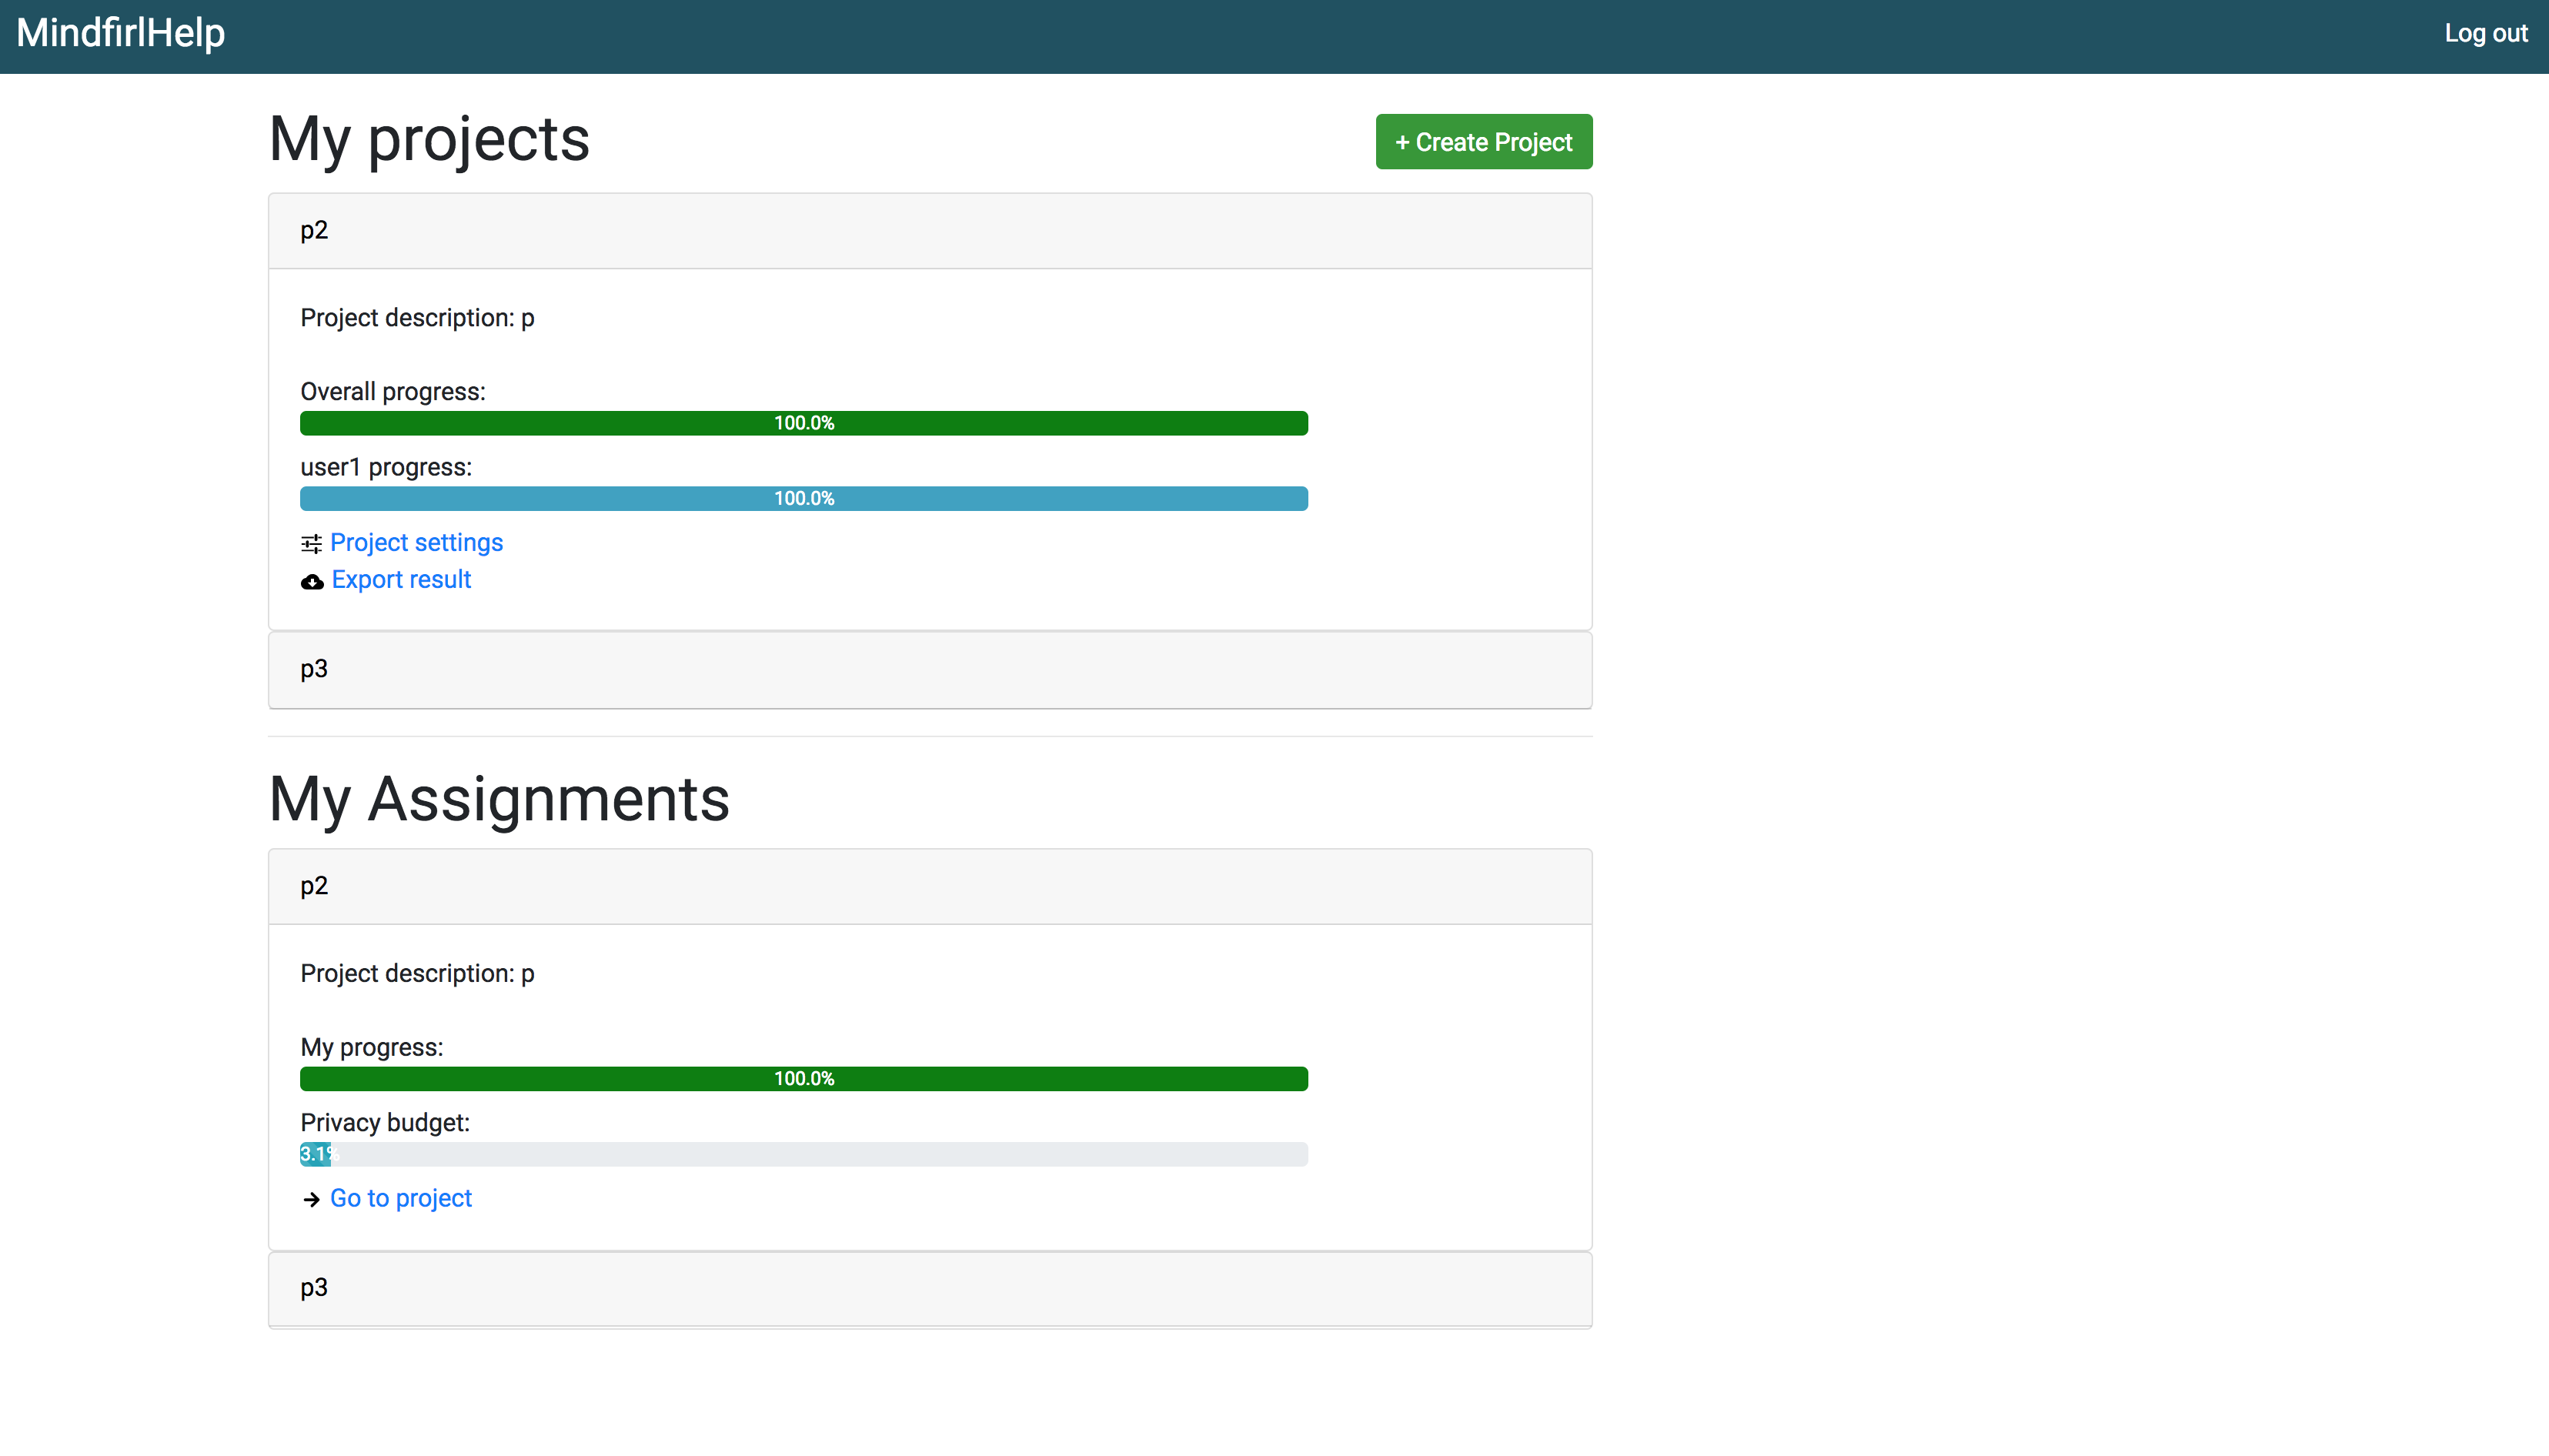 MindfirlHelp
Log out
My projects
+ Create Project
p2
Project description: p
Overall progress:
100.0%
user1 progress:
100.0%
Project settings
Export result
p3
My Assignments
p2
Project description: p
My progress:
100.0%
Privacy budget:
3.1%
Go to project
p3